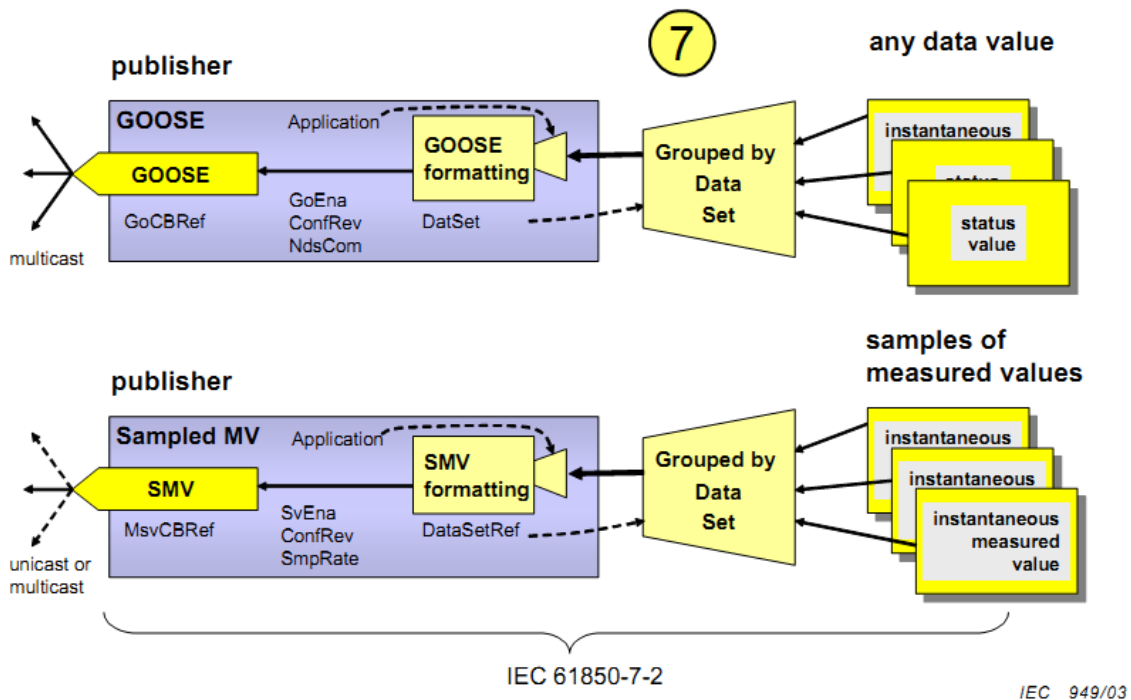 7
any data value
publisher
GOOSE
Application
GOOSE
formatting
GOOSE
GoCBRef
GoEna
ConfRev
NdsCom
DatSet
multicast
Grouped by
Data
Set
instantaneous
status
status
value
samples of
measured values
publisher
Sampled MV
Application
SMV
formatting
SMV
MsvCBRef
SvEna
ConfRev
SmpRate
DataSetRef
unicast or
multicast
Grouped by
Data
Set
instantaneous
instantaneous
instantaneous
measured
value
IEC 61850-7-2
IEC 949/03